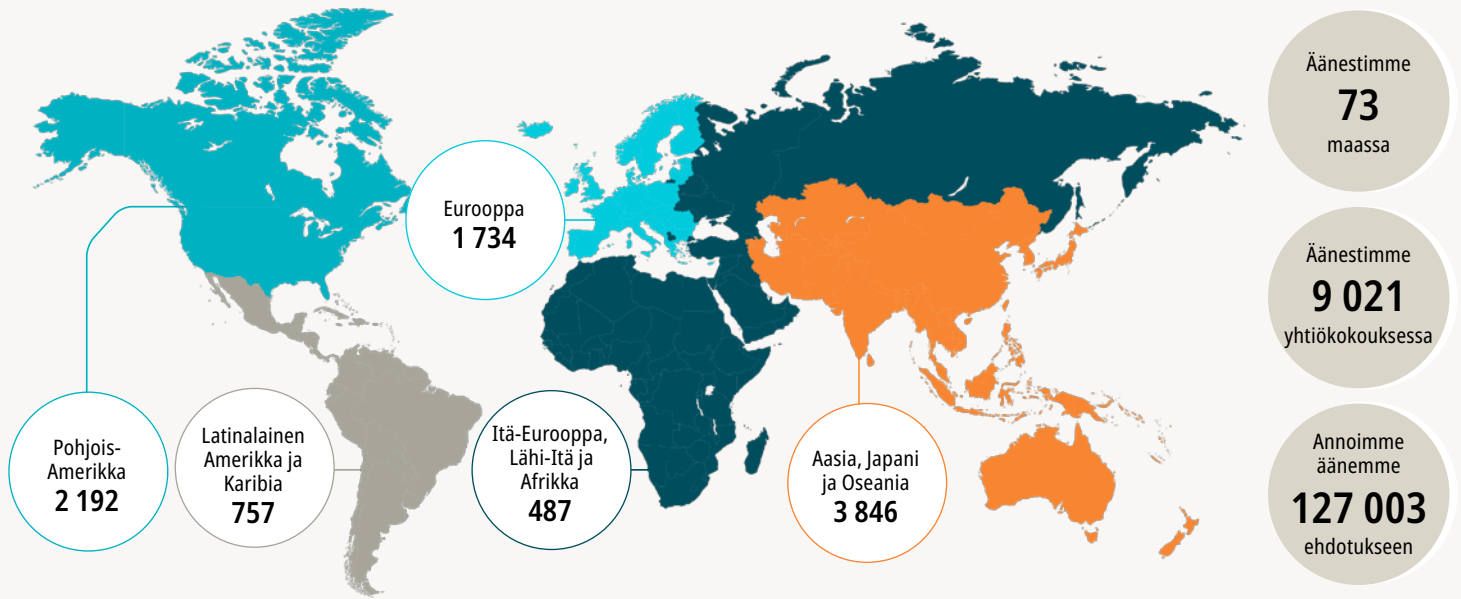 Eurooppa
1 734
Pohjois-
Amerikka
2 192
Latinalainen
Amerikka ja
Karibia
757
Itä-Eurooppa,
Lähi-Itä ja
Afrikka
487
Aasia, Japani
ja Oseania
3 846
Äänestimme
73
maassa
Äänestimme
9 021
yhtiökokouksessa
Annoimme
äänemme
127 003
ehdotukseen